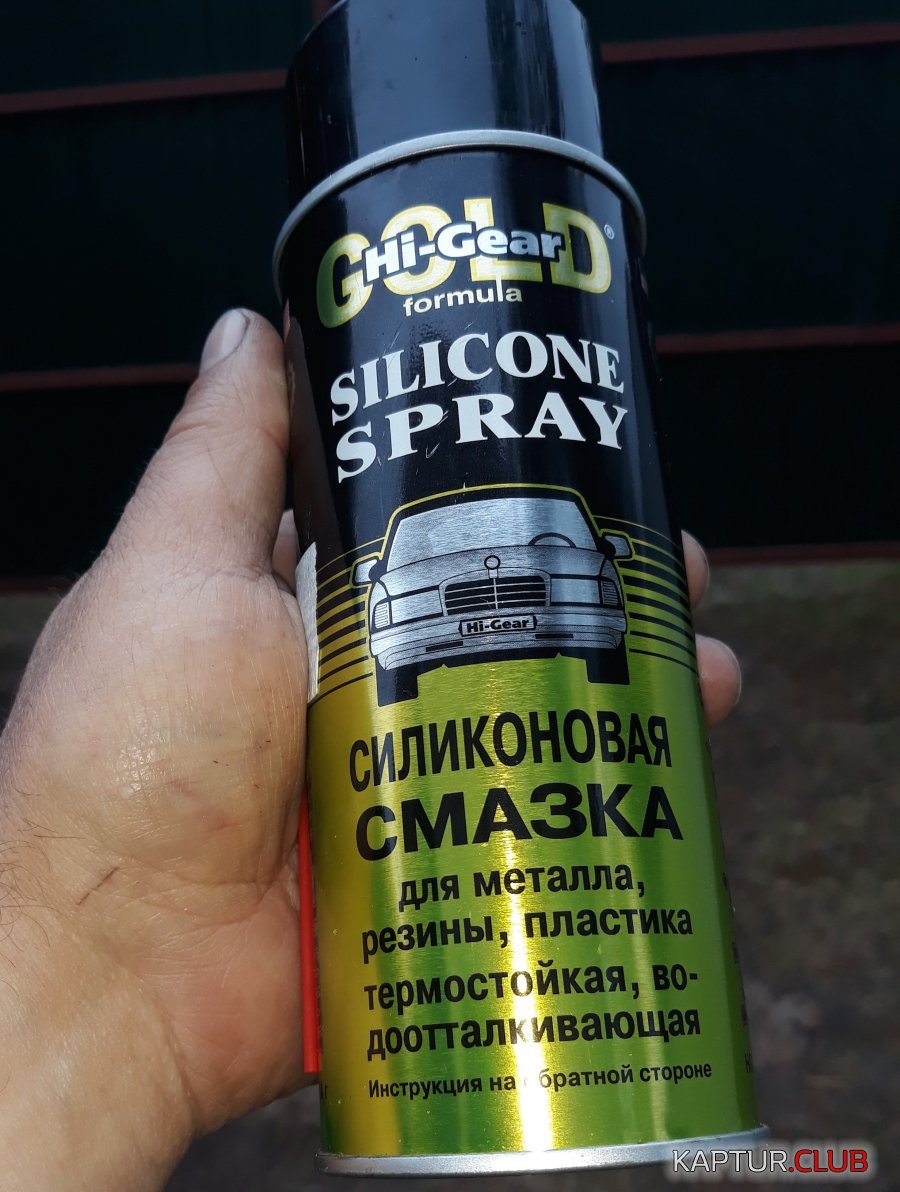 GOLD
Hi-Gear®
formula
SILICONE
SPRAY
Hi-Gear
СИЛИКОНОВАЯ
СМАЗКА
для металла,
резины, пластика
термостойкая, во-
доотталкивающая
Инструкция на обратной стороне
KAPTUR.CLUB